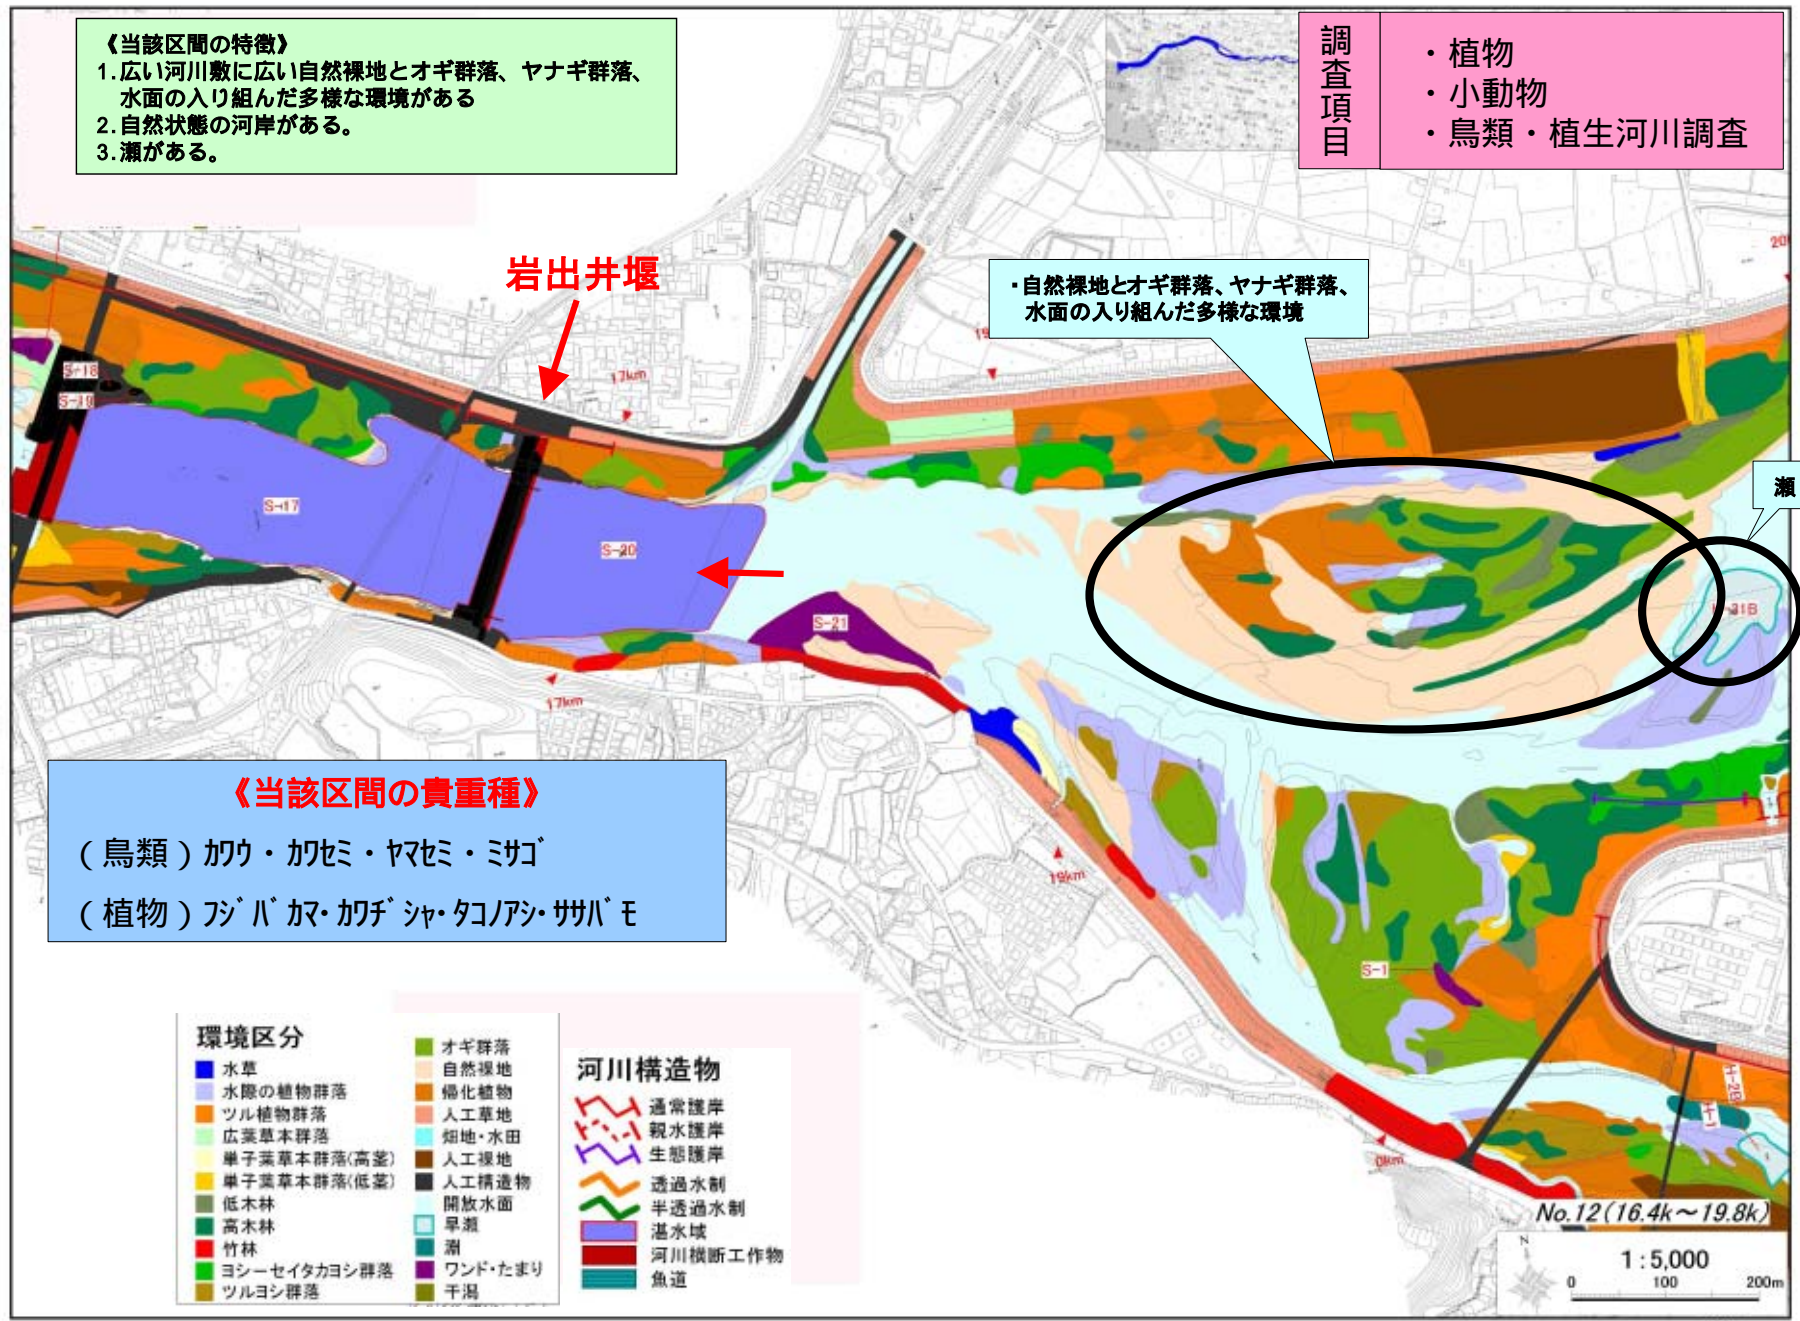 《当該区間の特徴》
1.広い河川敷に広い自然裸地とオギ群落、ヤナギ群落、
水面の入り組んだ多様な環境がある
2.自然状態の河岸がある。
3.瀬がある。
調査項目
・植物
・小動物
・鳥類・植生河川調査
岩出井堰
・自然裸地とオギ群落、ヤナギ群落、
水面の入り組んだ多様な環境
瀬
17km
S-18
S-19
S-17
S-20
S-21
17km
19km
S-1
H-2B
H-1
0km
《当該区間の貴重種》
（鳥類）カワウ・カワセミ・ヤマセミ・ミサゴ
（植物）フジバカマ・カワヂシャ・タコノアシ・ササバモ
環境区分
水草
水際の植物群落
ツル植物群落
広葉草本群落
単子葉草本群落(高茎)
単子葉草本群落(低茎)
低木林
高木林
竹林
ヨシーセイタカヨシ群落
ツルヨシ群落
オギ群落
自然裸地
帰化植物
人工草地
畑地・水田
人工裸地
人工構造物
開放水面
早瀬
淵
ワンド・たまり
干潟
河川構造物
通常護岸
親水護岸
生態護岸
透過水制
半透過水制
湛水域
河川横断工作物
魚道
No.12(16.4k～19.8k)
N
1:5,000
0 100 200m